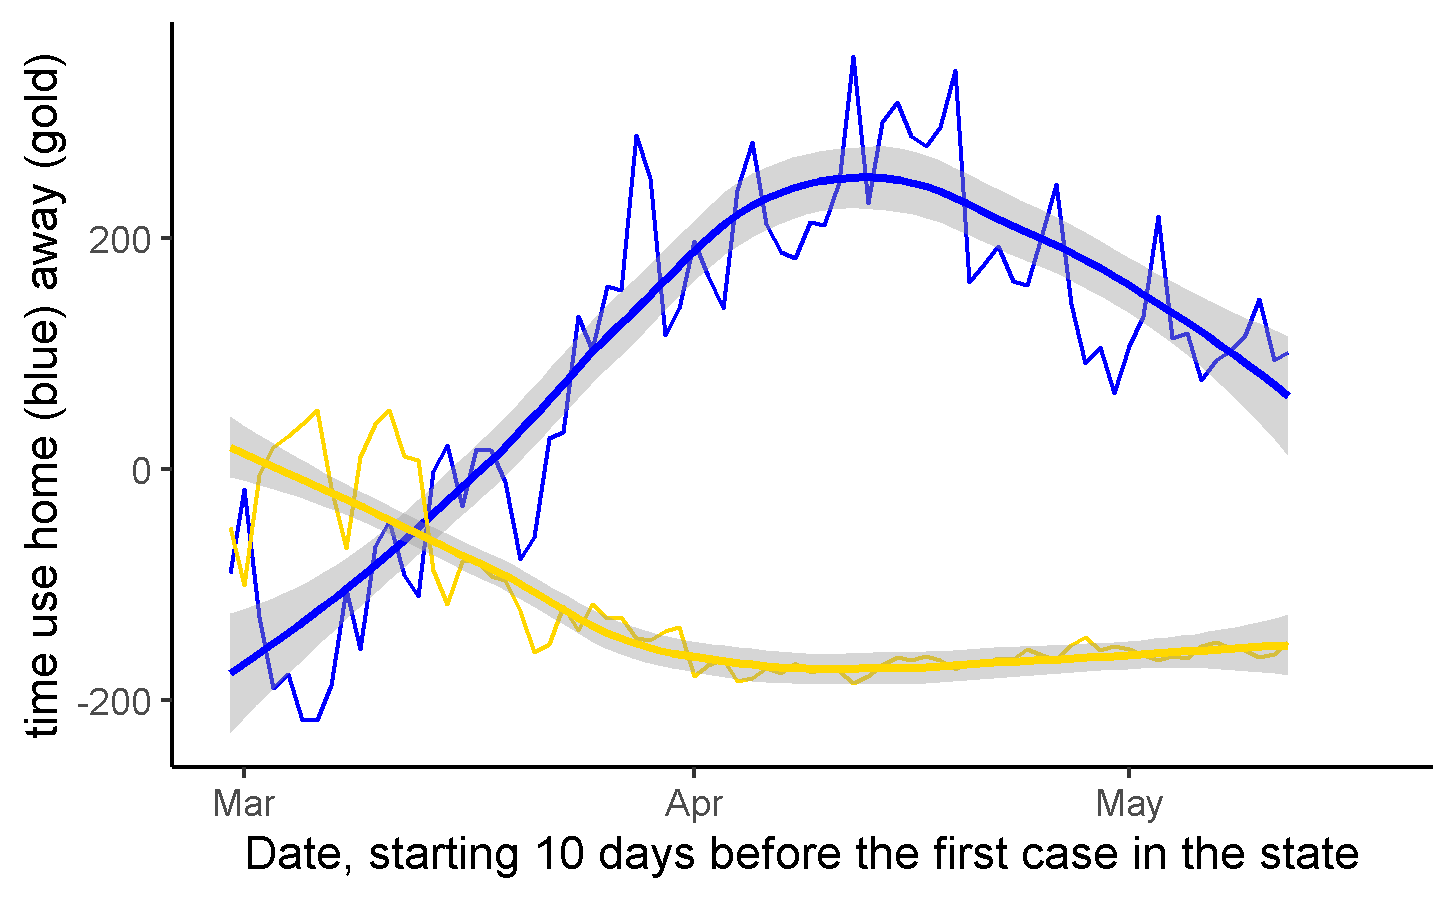 time use home (blue) away (gold)
200
0
-200
Mar
Apr
May
Date, starting 10 days before the first case in the state